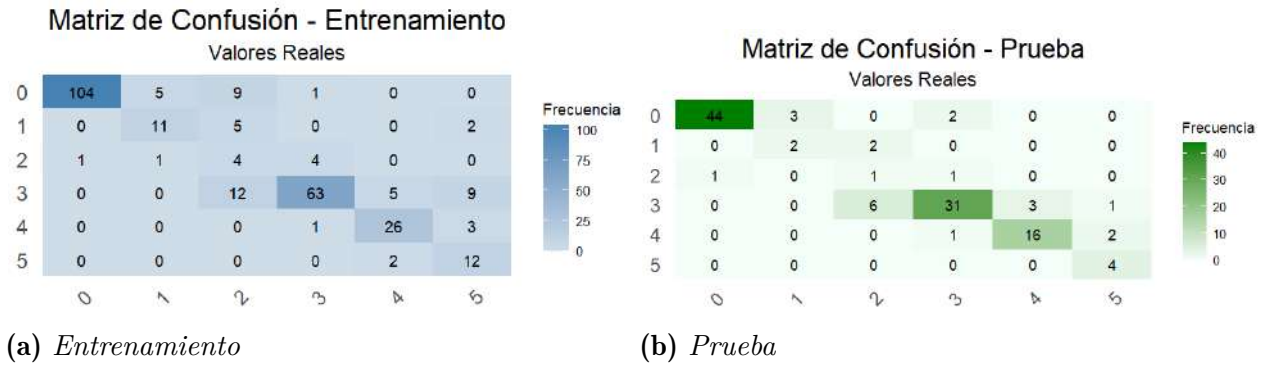 Matriz de Confusión - Entrenamiento
Valores Reales
0 104 5 9 1 0 0
1 0 11 5 0 0 2
2 1 1 4 4 0 0
3 0 0 12 63 5 9
4 0 0 0 1 26 3
5 0 0 0 0 2 12
0 1 2 3 4 5
Frecuencia
100
75
50
25
0
(a) Entrenamiento
Matriz de Confusión - Prueba
Valores Reales
0 44 3 0 2 0 0
1 0 2 2 0 0 0
2 1 0 1 1 0 0
3 0 0 6 31 3 1
4 0 0 0 1 16 2
5 0 0 0 0 0 4
0 1 2 3 4 5
Frecuencia
40
30
20
10
0
(b) Prueba